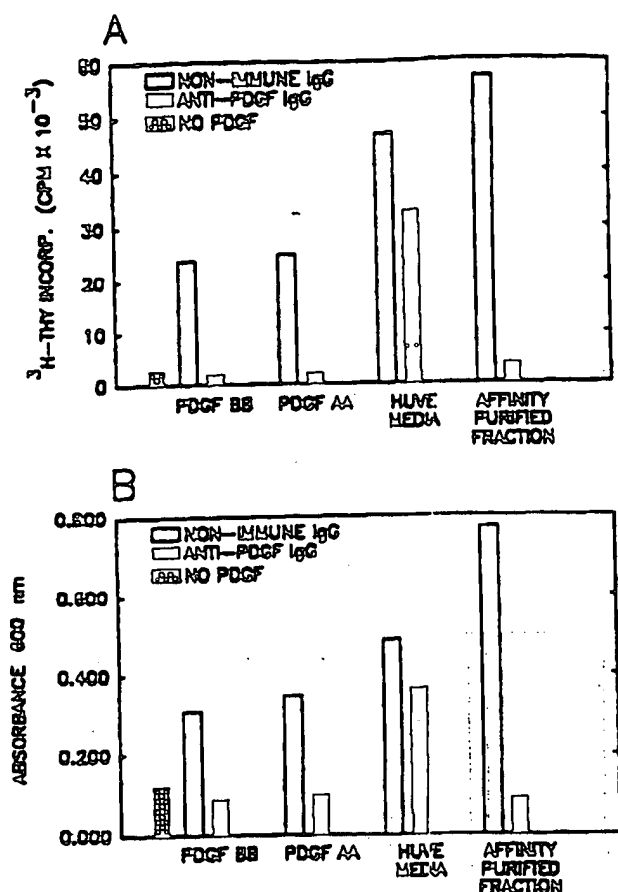 A
³H-THY INCORP. (CPM X 10⁻³)
60
50
40
30
20
10
0
NON-IMMUNE IgG
ANTI-PDGF IgG
NO PDGF
PDGF BB
PDGF AA
HUVE
MEDIA
AFFINITY
PURIFIED
FRACTION
B
ABSORBANCE 600 nm
0.800
0.600
0.400
0.200
0.000
NON-IMMUNE IgG
ANTI-PDGF IgG
NO PDGF
PDGF BB
PDGF AA
HUVE
MEDIA
AFFINITY
PURIFIED
FRACTION